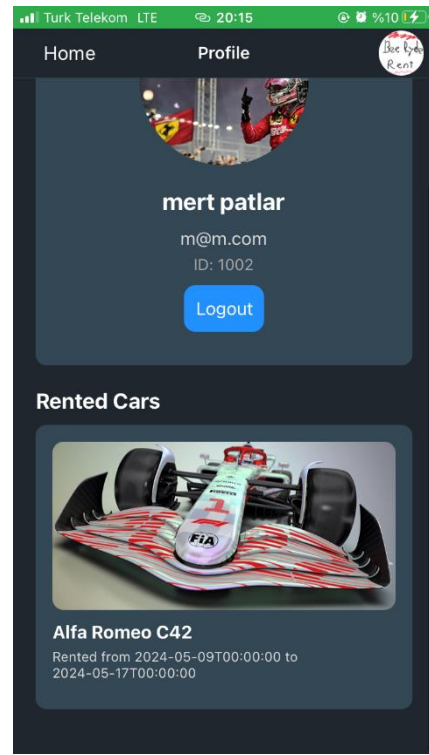 Turk Telekom LTE 20:15 %10
Home Profile Bee Ryde
Rent
mert patlar
m@m.com
ID: 1002
Logout
Rented Cars
FiA
Alfa Romeo C42
Rented from 2024-05-09T00:00:00 to
2024-05-17T00:00:00